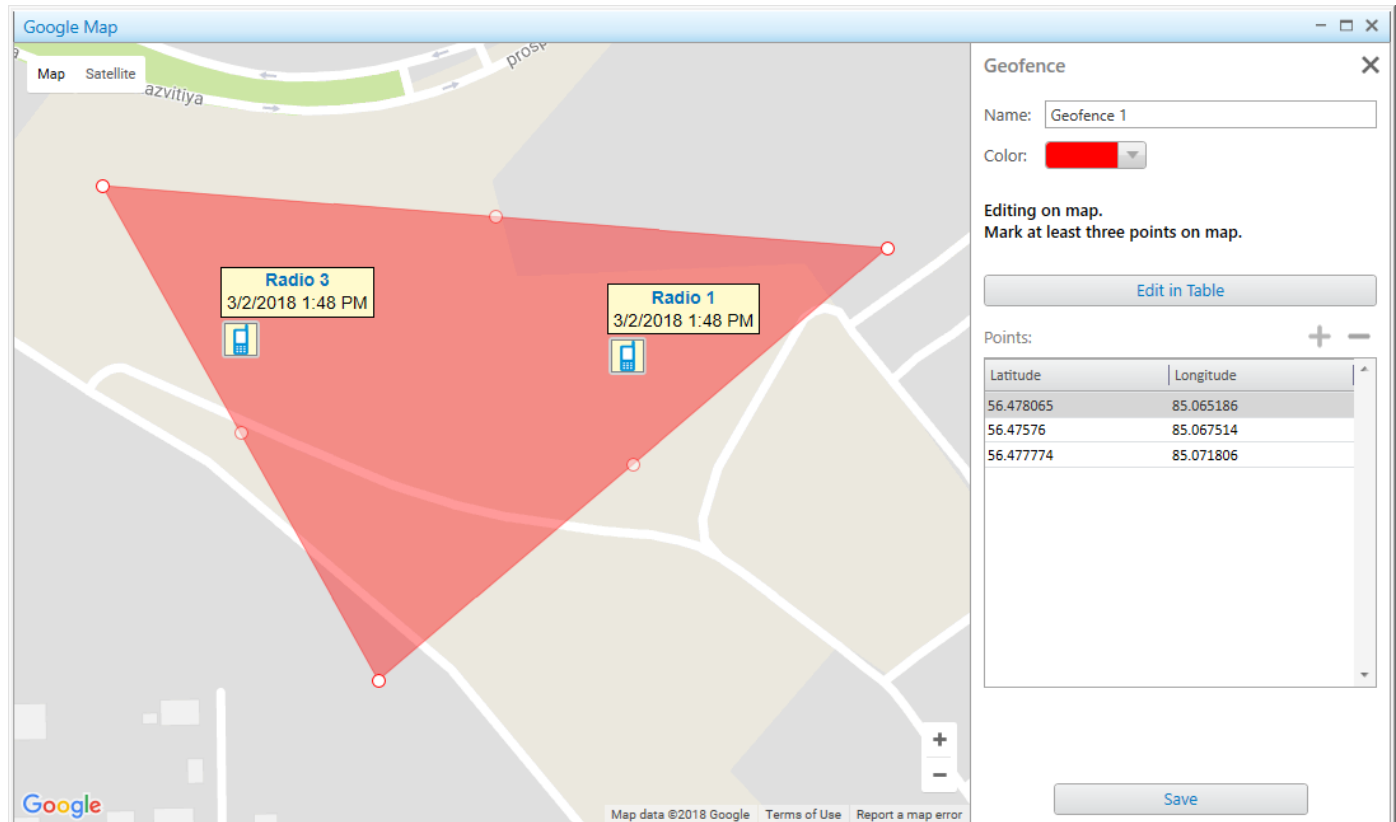 Google Map
Map Satellite
azvitiya
prosp
Radio 3
3/2/2018 1:48 PM
Radio 1
3/2/2018 1:48 PM
Google
Map data ©2018 Google Terms of Use Report a map error
Geofence
Name: Geofence 1
Color:
Editing on map.
Mark at least three points on map.
Edit in Table
Points:
Latitude Longitude
56.478065 85.065186
56.47576 85.067514
56.477774 85.071806
Save